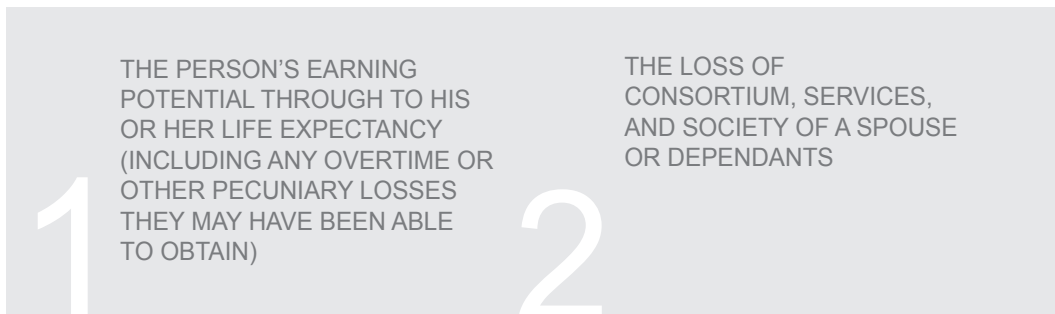 THE PERSON’S EARNING
POTENTIAL THROUGH TO HIS
OR HER LIFE EXPECTANCY
(INCLUDING ANY OVERTIME OR
OTHER PECUNIARY LOSSES
THEY MAY HAVE BEEN ABLE
TO OBTAIN)
1
THE LOSS OF
CONSORTIUM, SERVICES,
AND SOCIETY OF A SPOUSE
OR DEPENDANTS
2